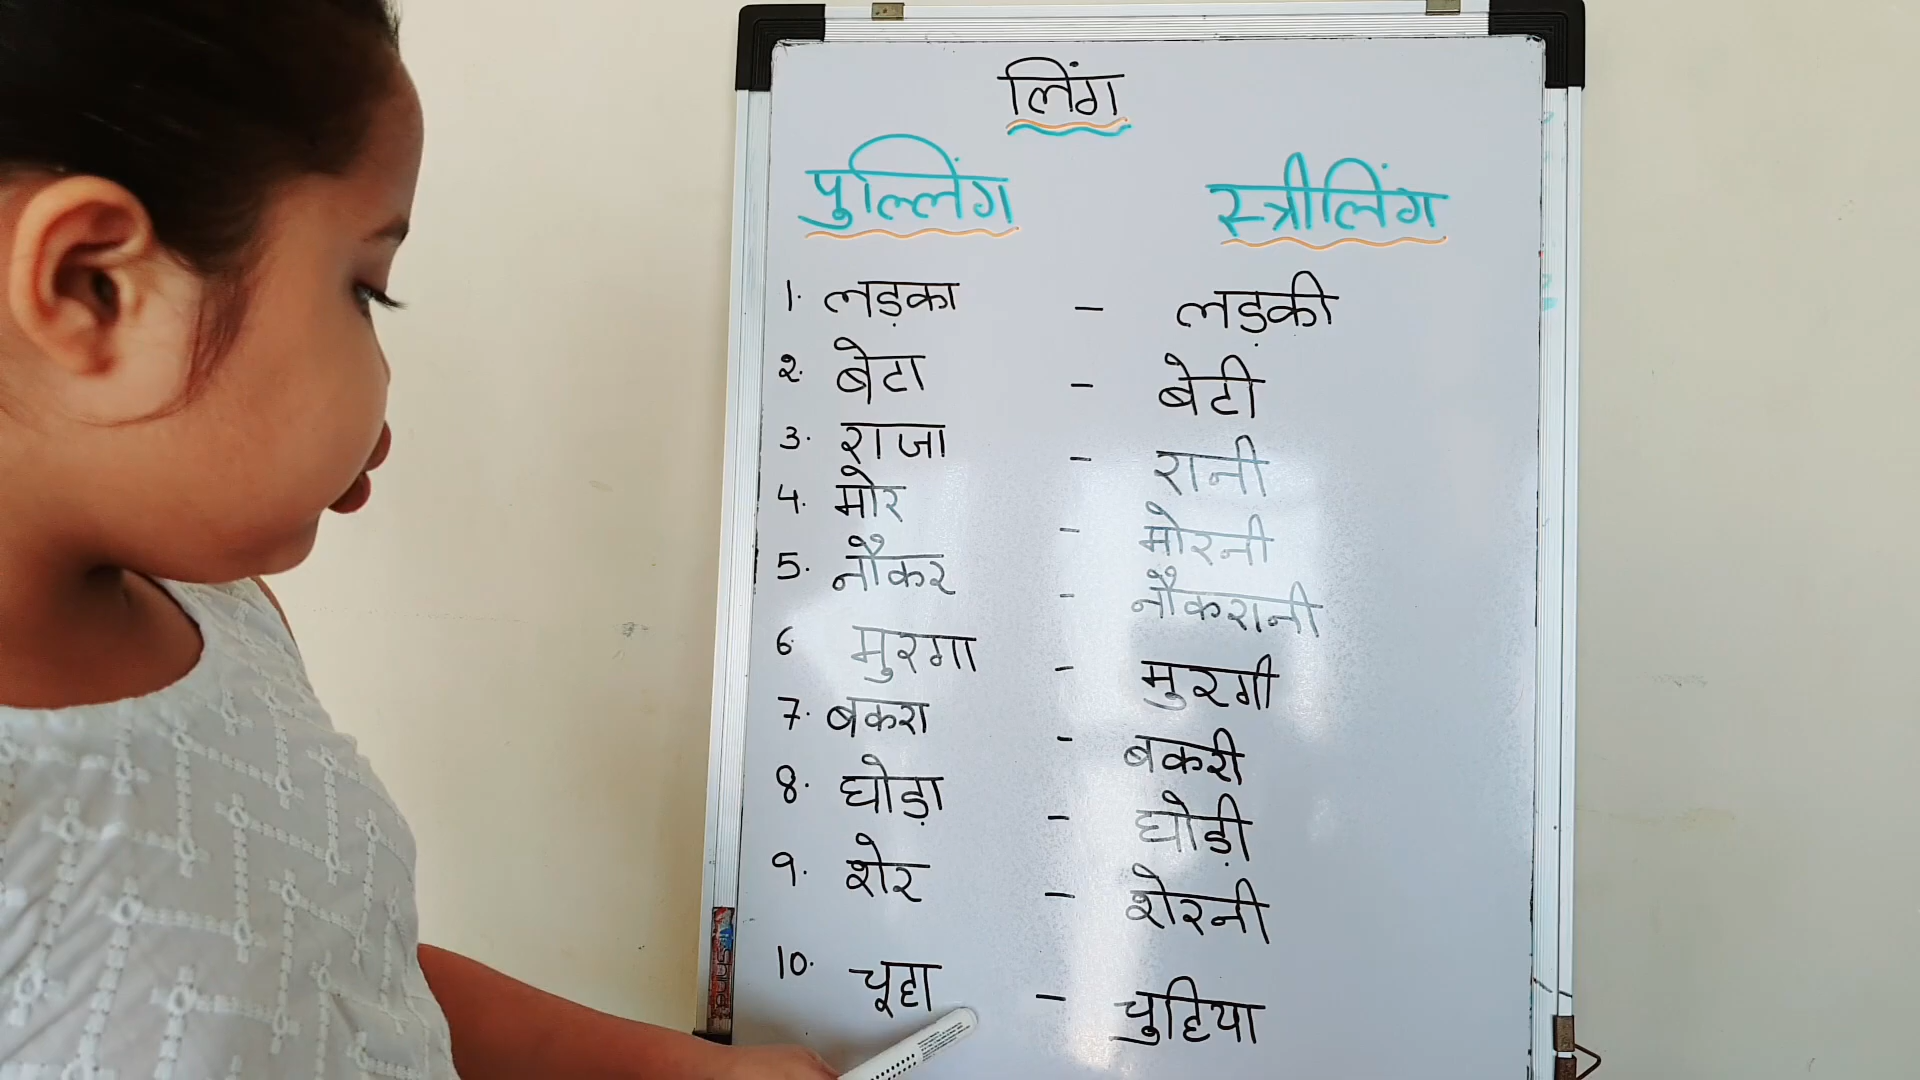 लिंग
पुल्लिंग स्त्रीलिंग
1. लड़का - लड़की
2. बेटा - बेटी
3. राजा - रानी
4. मोर - मोरनी
5. नौकर - नौकरानी
6. मुरगा - मुरगी
7. बकरा - बकरी
8. घोड़ा - घोड़ी
9. शेर - शेरनी
10. चूहा - चुहिया